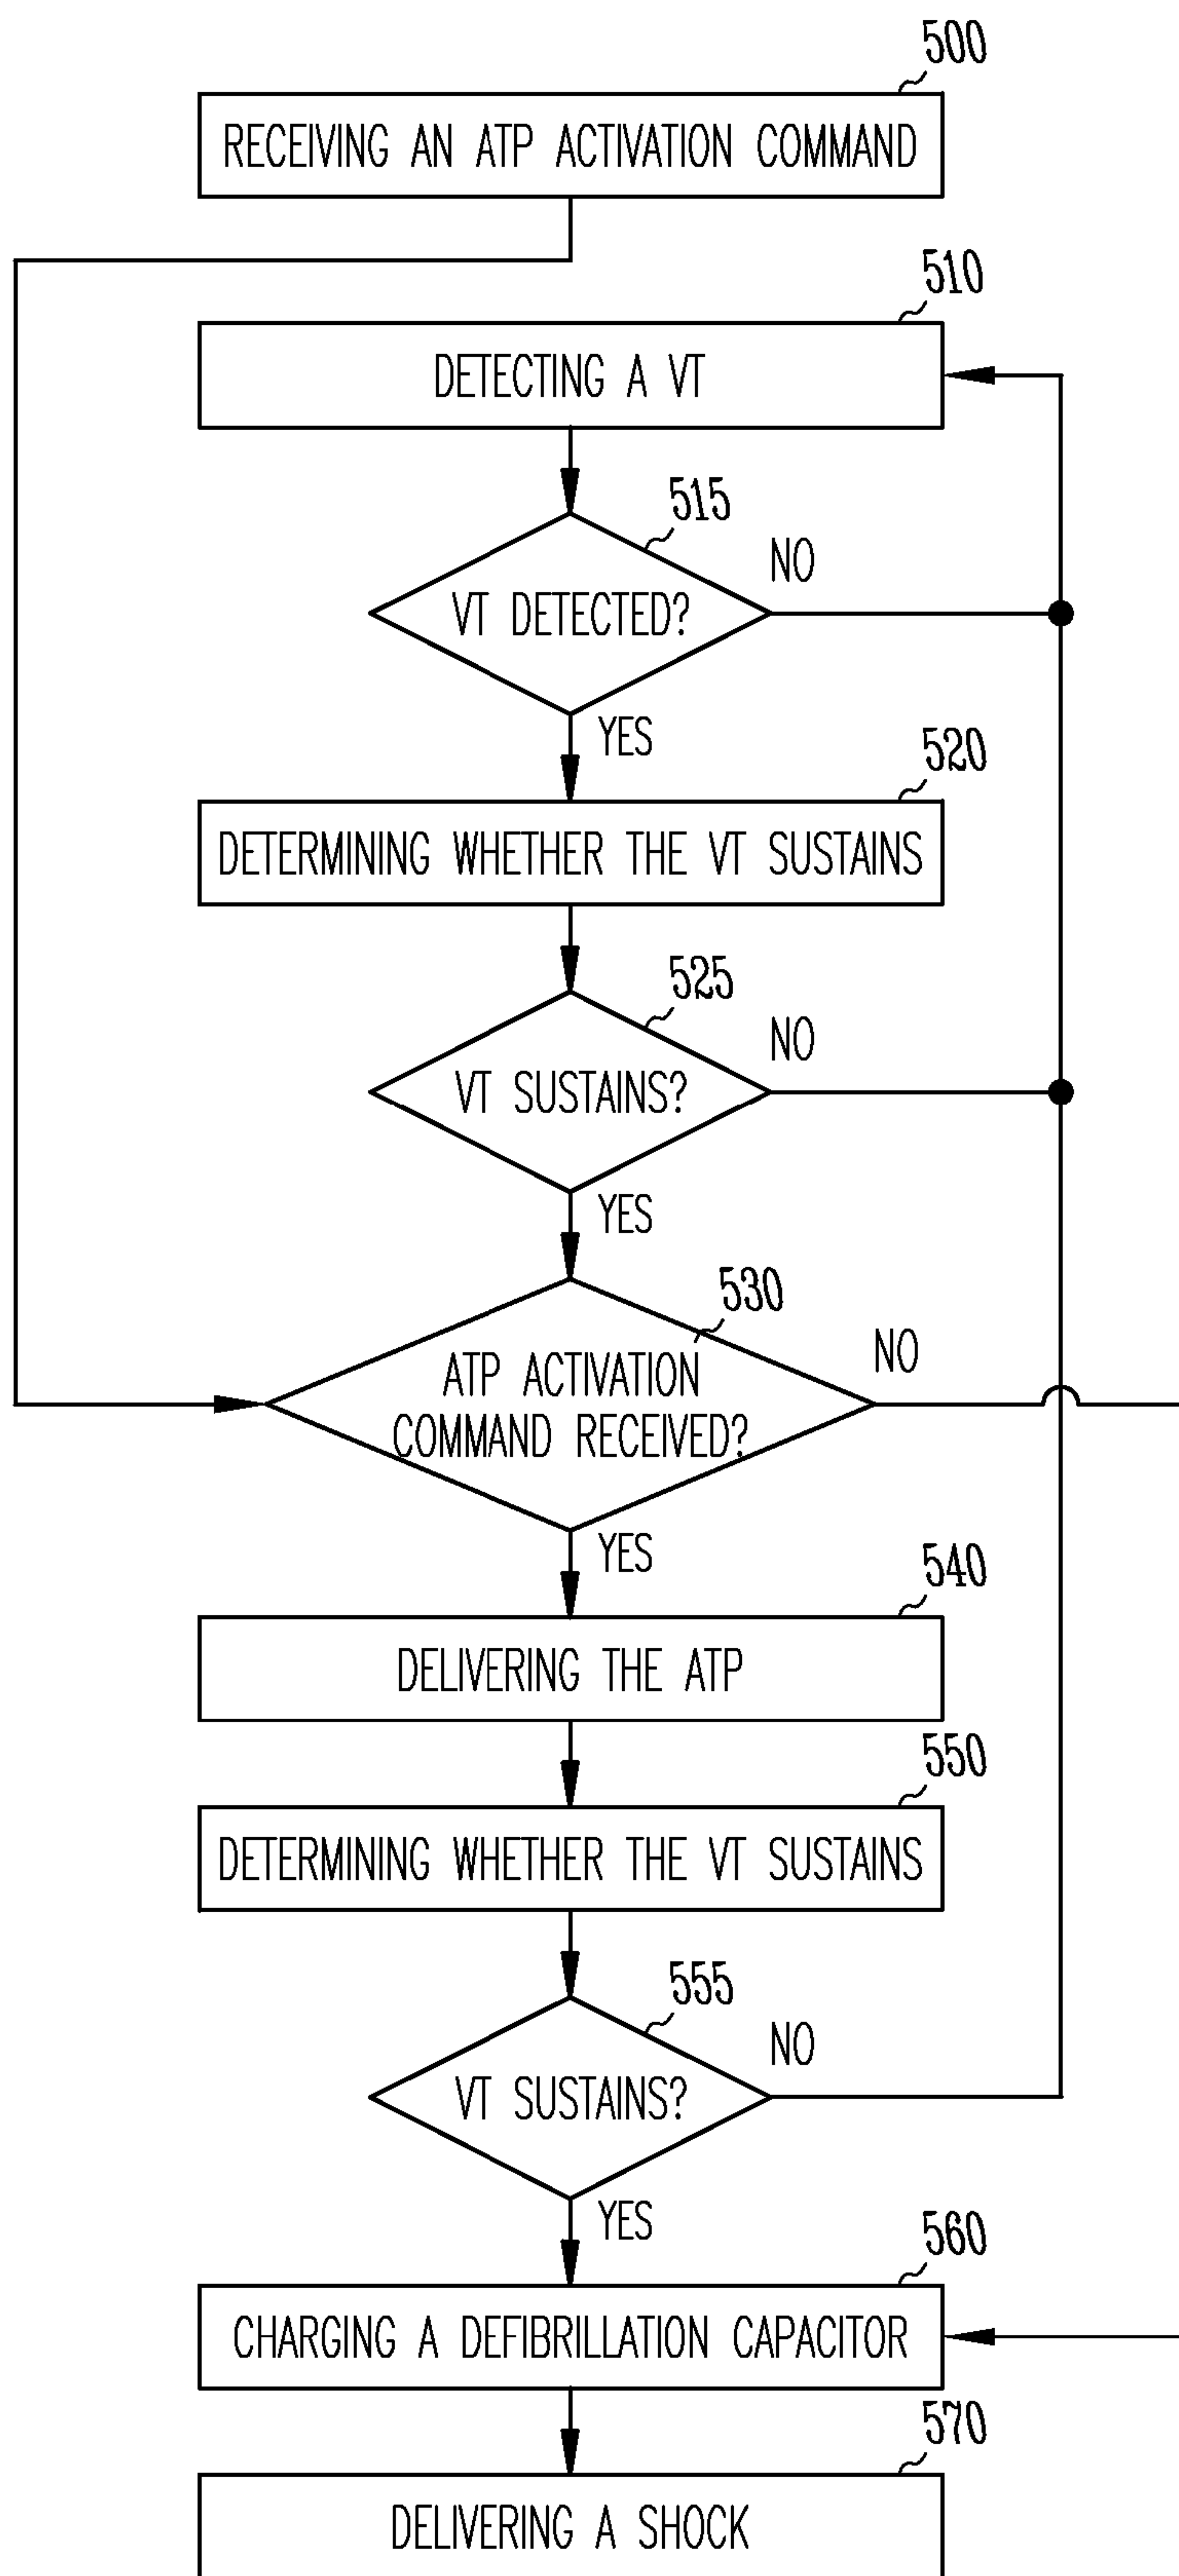 500
RECEIVING AN ATP ACTIVATION COMMAND
510
DETECTING A VT
515
NO
VT DETECTED?
YES
520
DETERMINING WHETHER THE VT SUSTAINS
525
NO
VT SUSTAINS?
YES
530
NO
ATP ACTIVATION
COMMAND RECEIVED?
YES
540
DELIVERING THE ATP
550
DETERMINING WHETHER THE VT SUSTAINS
555
NO
VT SUSTAINS?
YES
560
CHARGING A DEFIBRILLATION CAPACITOR
570
DELIVERING A SHOCK